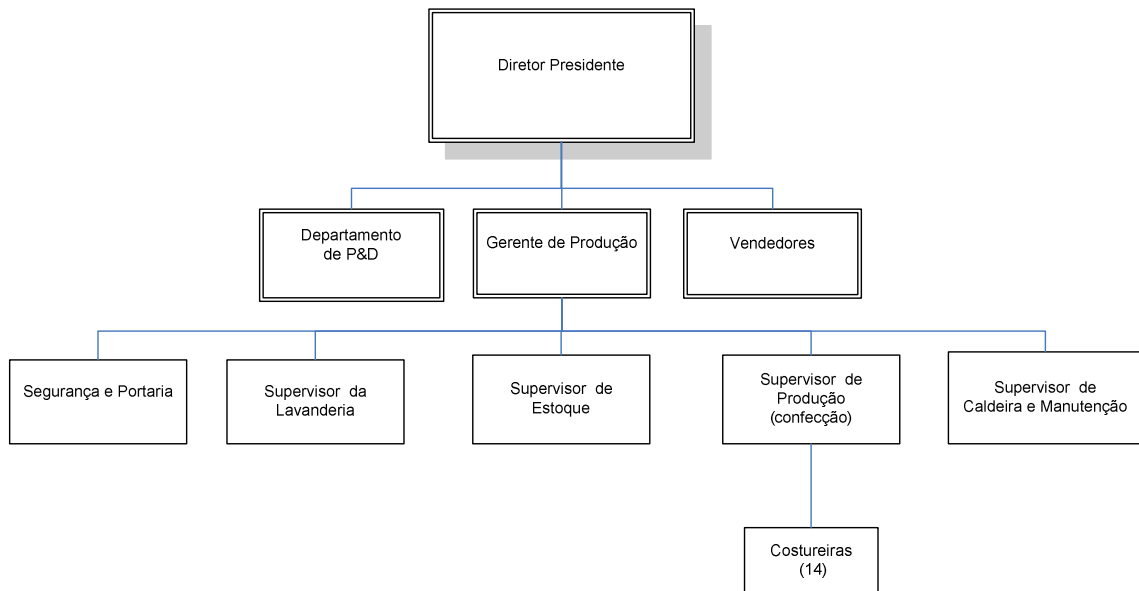 Diretor Presidente
Departamento
de P&D
Gerente de Produção
Vendedores
Segurança e Portaria
Supervisor da
Lavanderia
Supervisor de
Estoque
Supervisor de
Produção
(confecção)
Supervisor de
Caldeira e Manutenção
Costureiras
(14)